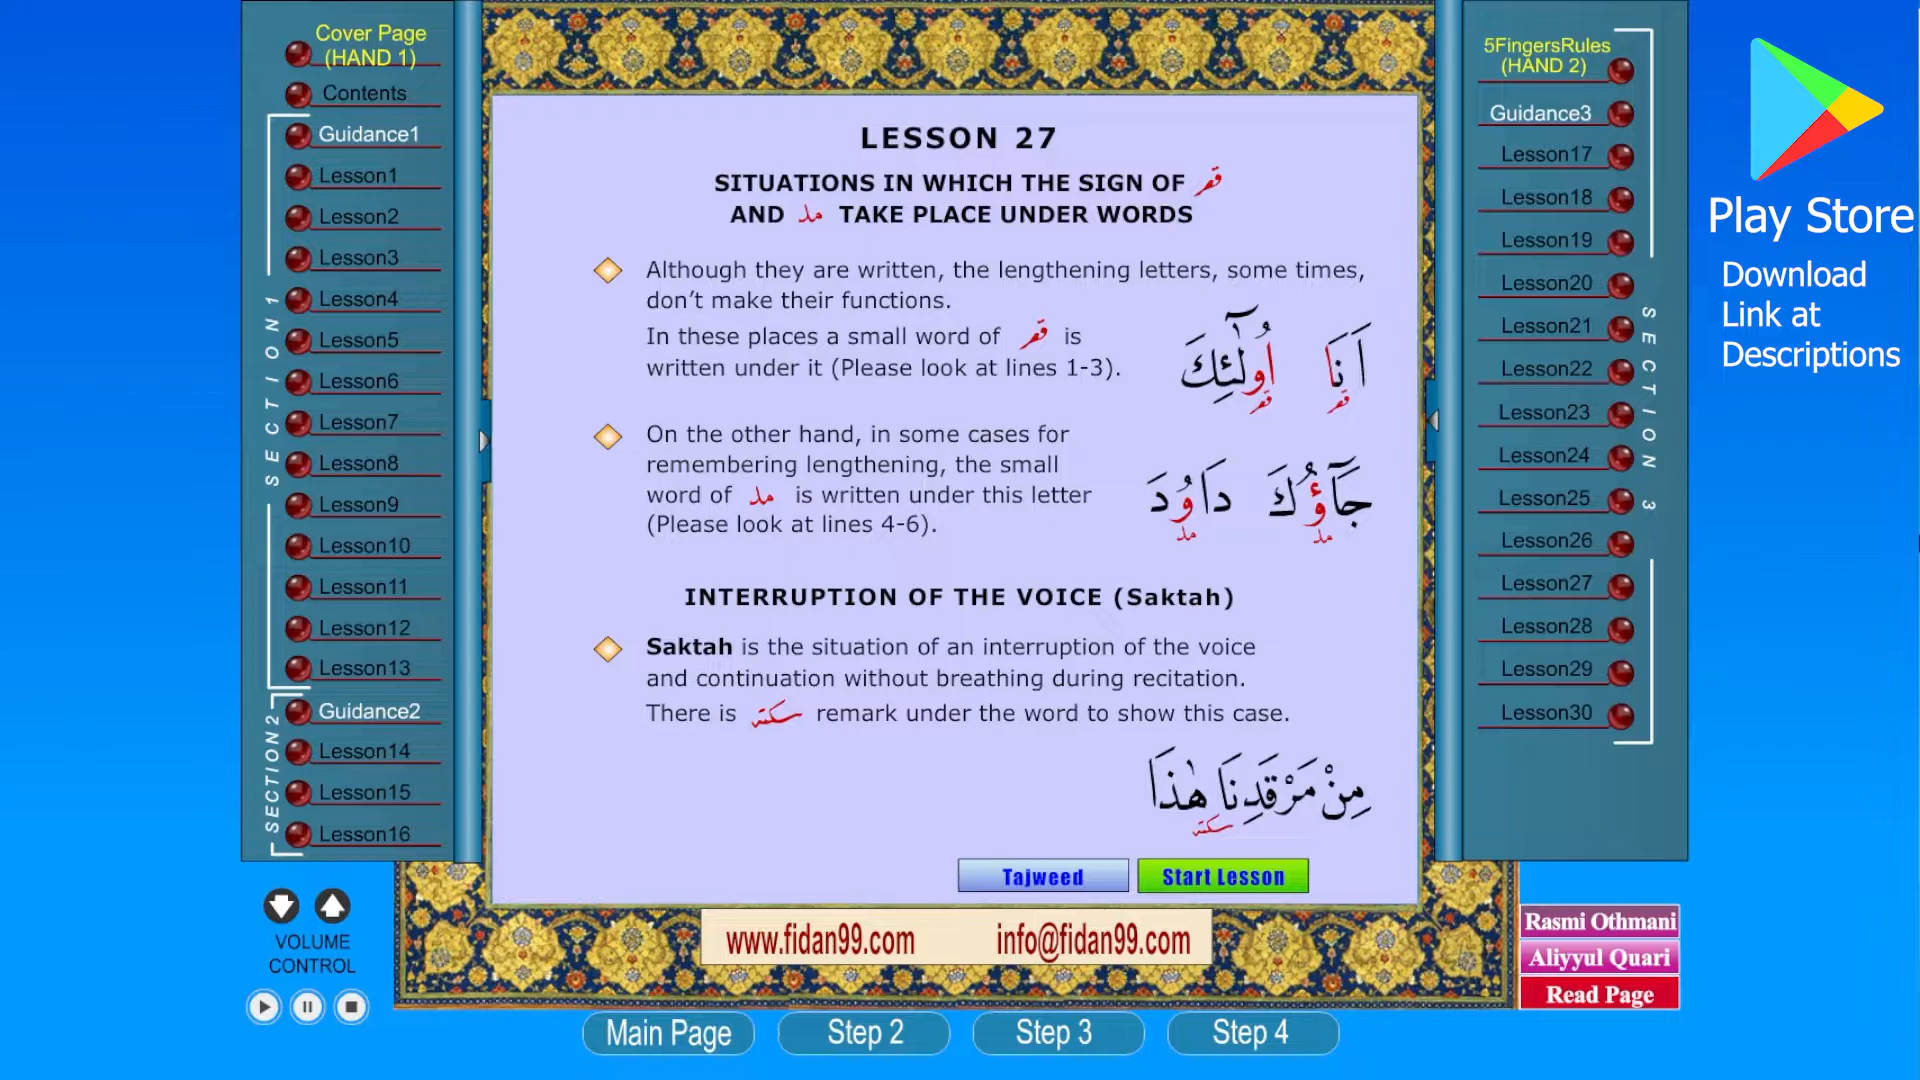 Cover Page
(HAND 1)
Contents
Guidance1
Lesson1
Lesson2
Lesson3
Lesson4
Lesson5
Lesson6
Lesson7
Lesson8
Lesson9
Lesson10
Lesson11
Lesson12
Lesson13
Guidance2
Lesson14
Lesson15
Lesson16
SECTION 1
SECTION2
VOLUME
CONTROL
LESSON 27
SITUATIONS IN WHICH THE SIGN OF قصر
AND مد TAKE PLACE UNDER WORDS
Although they are written, the lengthening letters, some times,
don't make their functions.
In these places a small word of قصر is
written under it (Please look at lines 1-3).
اَنَا اُولٰٓئِكَ
قصر قصر
On the other hand, in some cases for
remembering lengthening, the small
word of مد is written under this letter
(Please look at lines 4-6).
جَآؤُكَ دَاوُدَ
مد مد
INTERRUPTION OF THE VOICE (Saktah)
Saktah is the situation of an interruption of the voice
and continuation without breathing during recitation.
There is سكته remark under the word to show this case.
مِنْ مَرْقَدِنَا هٰذَا
سكته
Tajweed
Start Lesson
www.fidan99.com
info@fidan99.com
Main Page
Step 2
Step 3
Step 4
5FingersRules
(HAND 2)
Guidance3
Lesson17
Lesson18
Lesson19
Lesson20
Lesson21
Lesson22
Lesson23
Lesson24
Lesson25
Lesson26
Lesson27
Lesson28
Lesson29
Lesson30
SECTION 3
Rasmi Othmani
Aliyyul Quari
Read Page
Play Store
Download
Link at
Descriptions